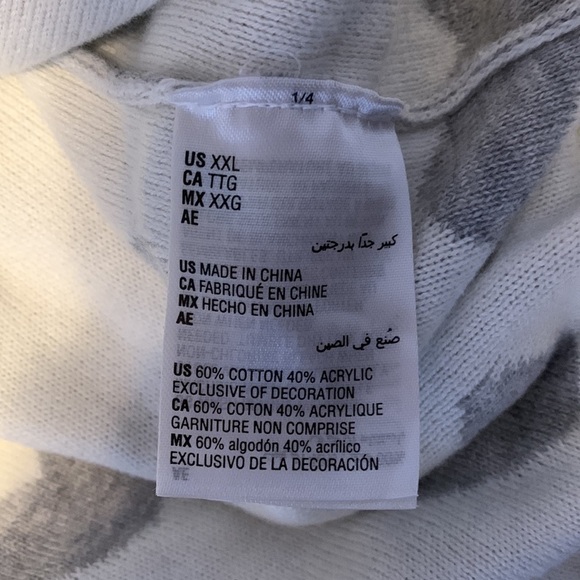 1/4
US XXL
CA TTG
MX XXG
AE
كبير جدًا بدرجتين
US MADE IN CHINA
CA FABRIQUÉ EN CHINE
MX HECHO EN CHINA
AE
صُنع في الصين
US 60% COTTON 40% ACRYLIC
EXCLUSIVE OF DECORATION
CA 60% COTON 40% ACRYLIQUE
GARNITURE NON COMPRISE
MX 60% algodón 40% acrílico
EXCLUSIVO DE LA DECORACIÓN